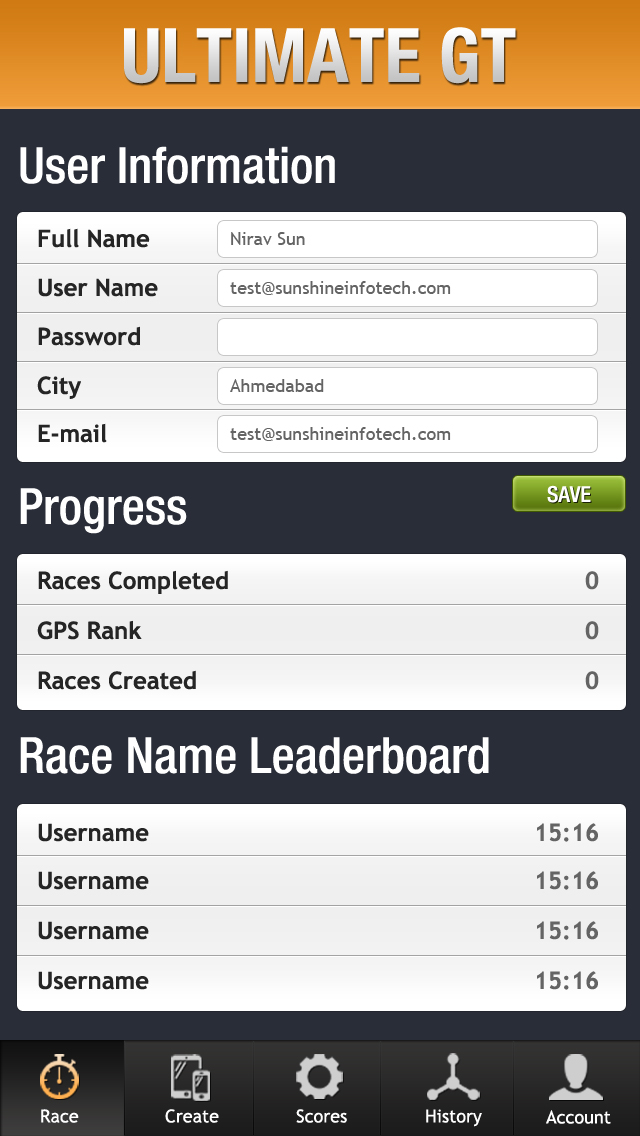 ULTIMATE GT
User Information
Full Name Nirav Sun
User Name test@sunshineinfotech.com
Password
City Ahmedabad
E-mail test@sunshineinfotech.com
Progress SAVE
Races Completed 0
GPS Rank 0
Races Created 0
Race Name Leaderboard
Username 15:16
Username 15:16
Username 15:16
Username 15:16
Race Create Scores History Account